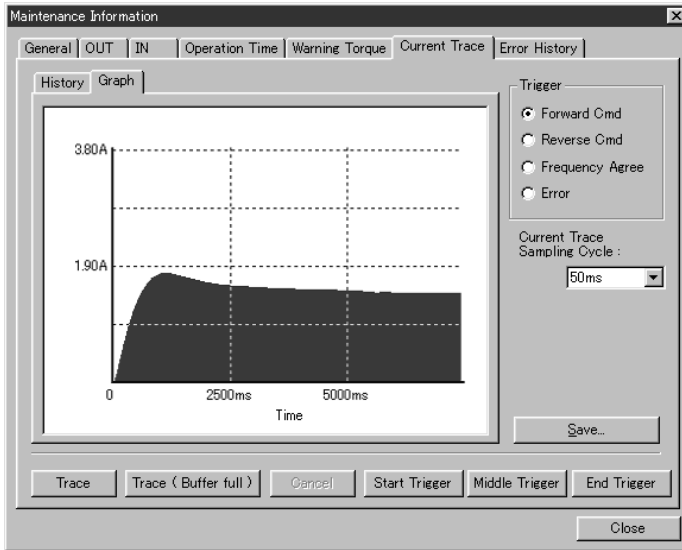 Maintenance Information
General OUT IN Operation Time Warning Torque Current Trace Error History
History Graph
3.80A
1.90A
0 2500ms 5000ms
Time
Trigger
Forward Cmd
Reverse Cmd
Frequency Agree
Error
Current Trace
Sampling Cycle :
50ms
Save...
Trace Trace ( Buffer full ) Cancel Start Trigger Middle Trigger End Trigger
Close